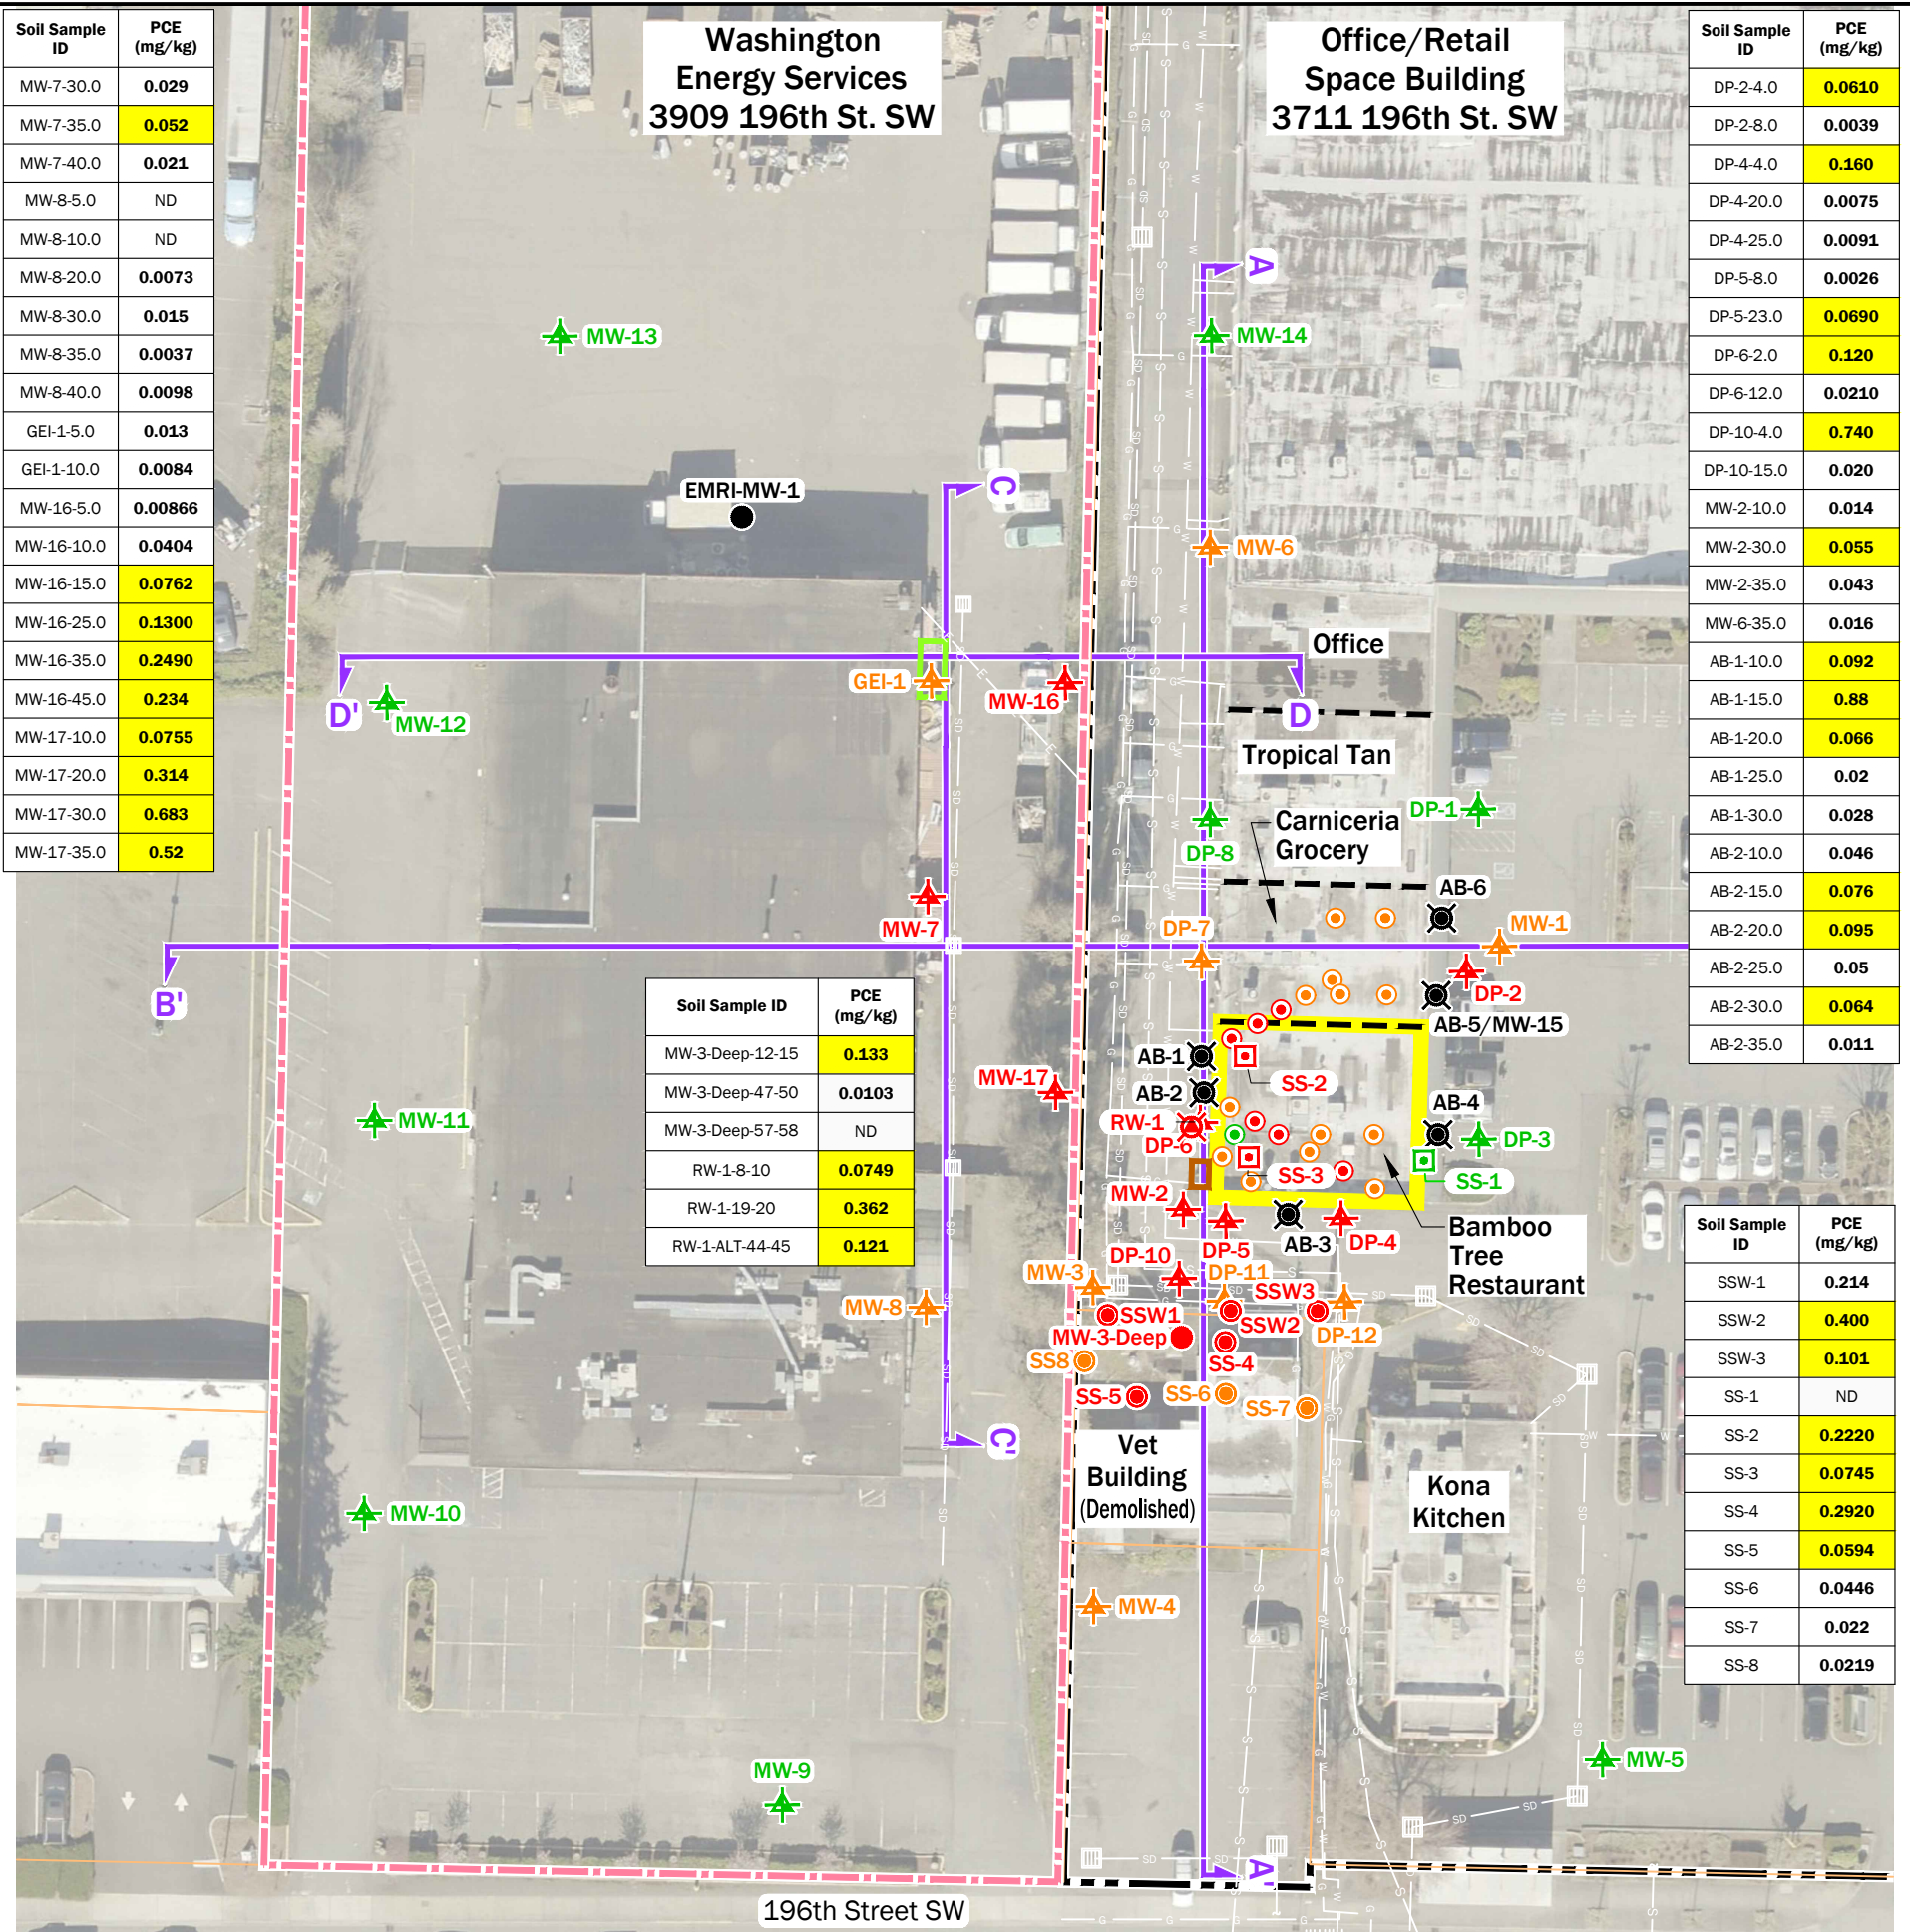 Soil Sample ID PCE (mg/kg)
MW-7-30.0 0.029
MW-7-35.0 0.052
MW-7-40.0 0.021
MW-8-5.0 ND
MW-8-10.0 ND
MW-8-20.0 0.0073
MW-8-30.0 0.015
MW-8-35.0 0.0037
MW-8-40.0 0.0098
GEI-1-5.0 0.013
GEI-1-10.0 0.0084
MW-16-5.0 0.00866
MW-16-10.0 0.0404
MW-16-15.0 0.0762
MW-16-25.0 0.1300
MW-16-35.0 0.2490
MW-16-45.0 0.234
MW-17-10.0 0.0755
MW-17-20.0 0.314
MW-17-30.0 0.683
MW-17-35.0 0.52
Washington
Energy Services
3909 196th St. SW
Office/Retail
Space Building
3711 196th St. SW
Soil Sample ID PCE (mg/kg)
DP-2-4.0 0.0610
DP-2-8.0 0.0039
DP-4-4.0 0.160
DP-4-20.0 0.0075
DP-4-25.0 0.0091
DP-5-8.0 0.0026
DP-5-23.0 0.0690
DP-6-2.0 0.120
DP-6-12.0 0.0210
DP-10-4.0 0.740
DP-10-15.0 0.020
MW-2-10.0 0.014
MW-2-30.0 0.055
MW-2-35.0 0.043
MW-6-35.0 0.016
AB-1-10.0 0.092
AB-1-15.0 0.88
AB-1-20.0 0.066
AB-1-25.0 0.02
AB-1-30.0 0.028
AB-2-10.0 0.046
AB-2-15.0 0.076
AB-2-20.0 0.095
AB-2-25.0 0.05
AB-2-30.0 0.064
AB-2-35.0 0.011
A
MW-13
MW-14
EMRI-MW-1
C
MW-6
Office
GEI-1
MW-16
D'
MW-12
D
Tropical Tan
DP-1
Carniceria
Grocery
DP-8
AB-6
MW-7
DP-7
MW-1
B'
DP-2
AB-5/MW-15
AB-1
SS-2
MW-17
AB-2
AB-4
MW-11
RW-1
DP-6
DP-3
SS-3
SS-1
MW-2
DP-5
AB-3
DP-4
Bamboo
Tree
Restaurant
DP-10
DP-11
MW-3
SSW3
MW-8
SSW1
SSW2
DP-12
MW-3-Deep
SS8
SS-4
SS-5
SS-6
SS-7
C'
Soil Sample ID PCE (mg/kg)
MW-3-Deep-12-15 0.133
MW-3-Deep-47-50 0.0103
MW-3-Deep-57-58 ND
RW-1-8-10 0.0749
RW-1-19-20 0.362
RW-1-ALT-44-45 0.121
Soil Sample ID PCE (mg/kg)
SSW-1 0.214
SSW-2 0.400
SSW-3 0.101
SS-1 ND
SS-2 0.2220
SS-3 0.0745
SS-4 0.2920
SS-5 0.0594
SS-6 0.0446
SS-7 0.022
SS-8 0.0219
Vet
Building
(Demolished)
Kona
Kitchen
MW-10
MW-4
MW-5
MW-9
A'
196th Street SW